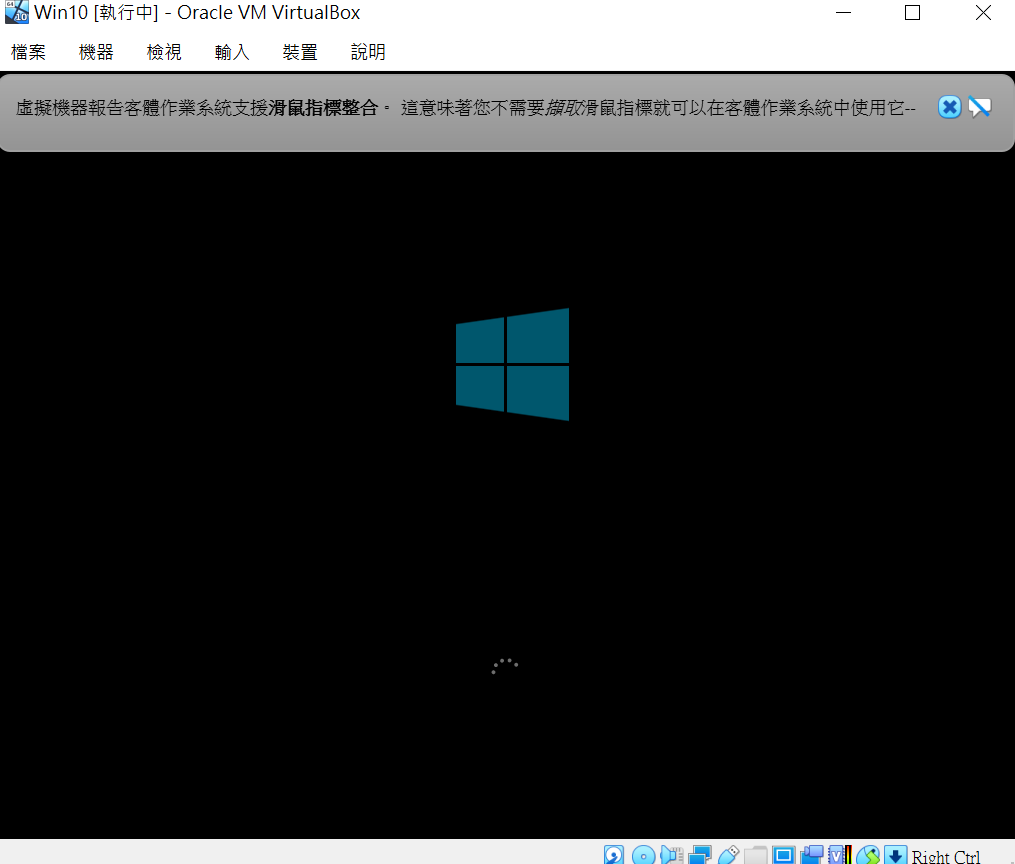 Win10 [執行中] - Oracle VM VirtualBox
檔案 機器 檢視 輸入 裝置 說明
虛擬機器報告客體作業系統支援滑鼠指標整合。 這意味著您不需要擷取滑鼠指標就可以在客體作業系統中使用它--
Right Ctrl